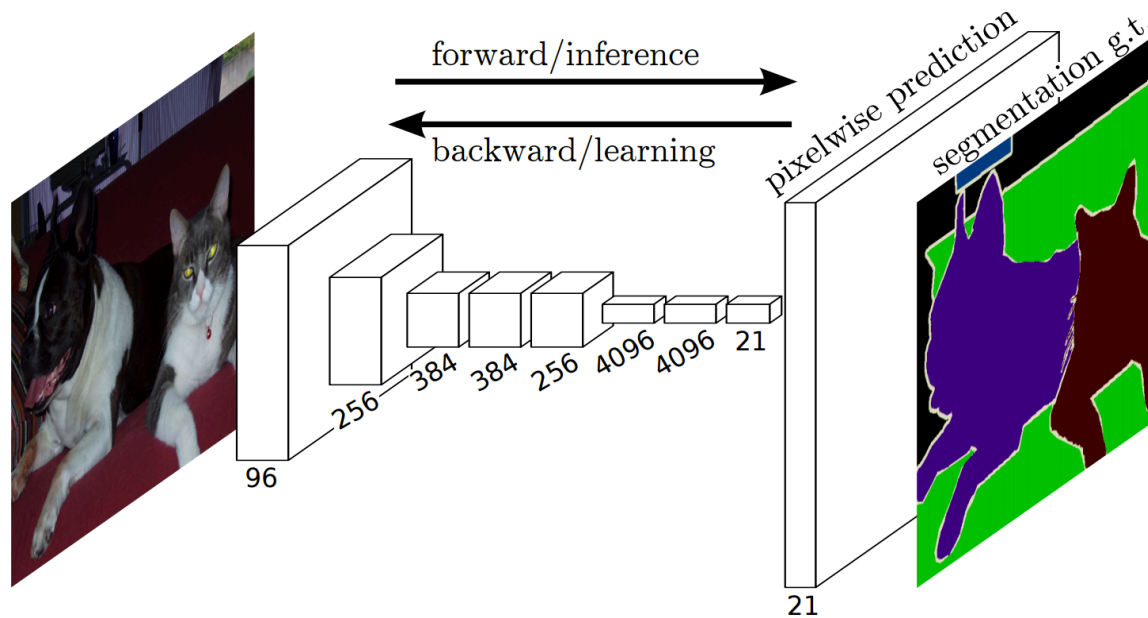 forward/inference
backward/learning
pixelwise prediction
segmentation g.t.
96
256
384
384
256
4096
4096
21
21